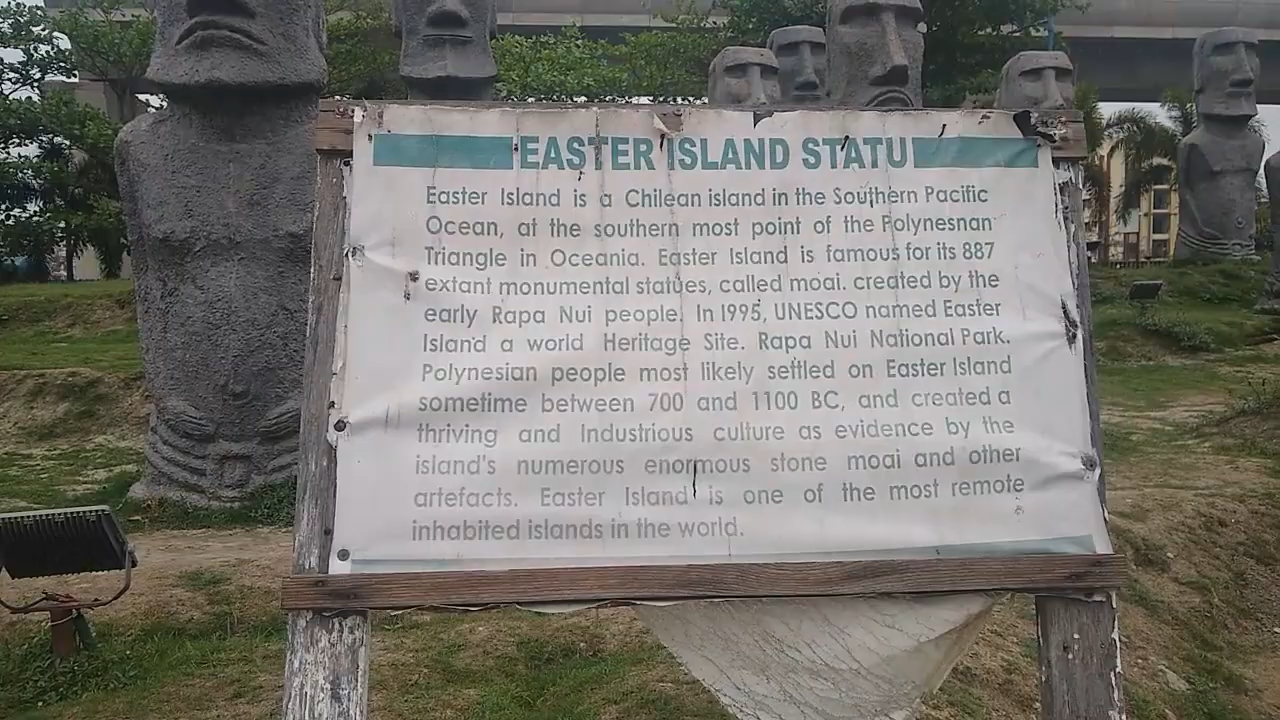 EASTER ISLAND STATU
Easter Island is a Chilean island in the Southern Pacific
Ocean, at the southern most point of the Polynesnan
Triangle in Oceania. Easter Island is famous for its 887
extant monumental statues, called moai. created by the
early Rapa Nui people. In 1995, UNESCO named Easter
Island a world Heritage Site. Rapa Nui National Park.
Polynesian people most likely settled on Easter Island
sometime between 700 and 1100 BC, and created a
thriving and Industrious culture as evidence by the
island's numerous enormous stone moai and other
artefacts. Easter Island is one of the most remote
inhabited islands in the world.